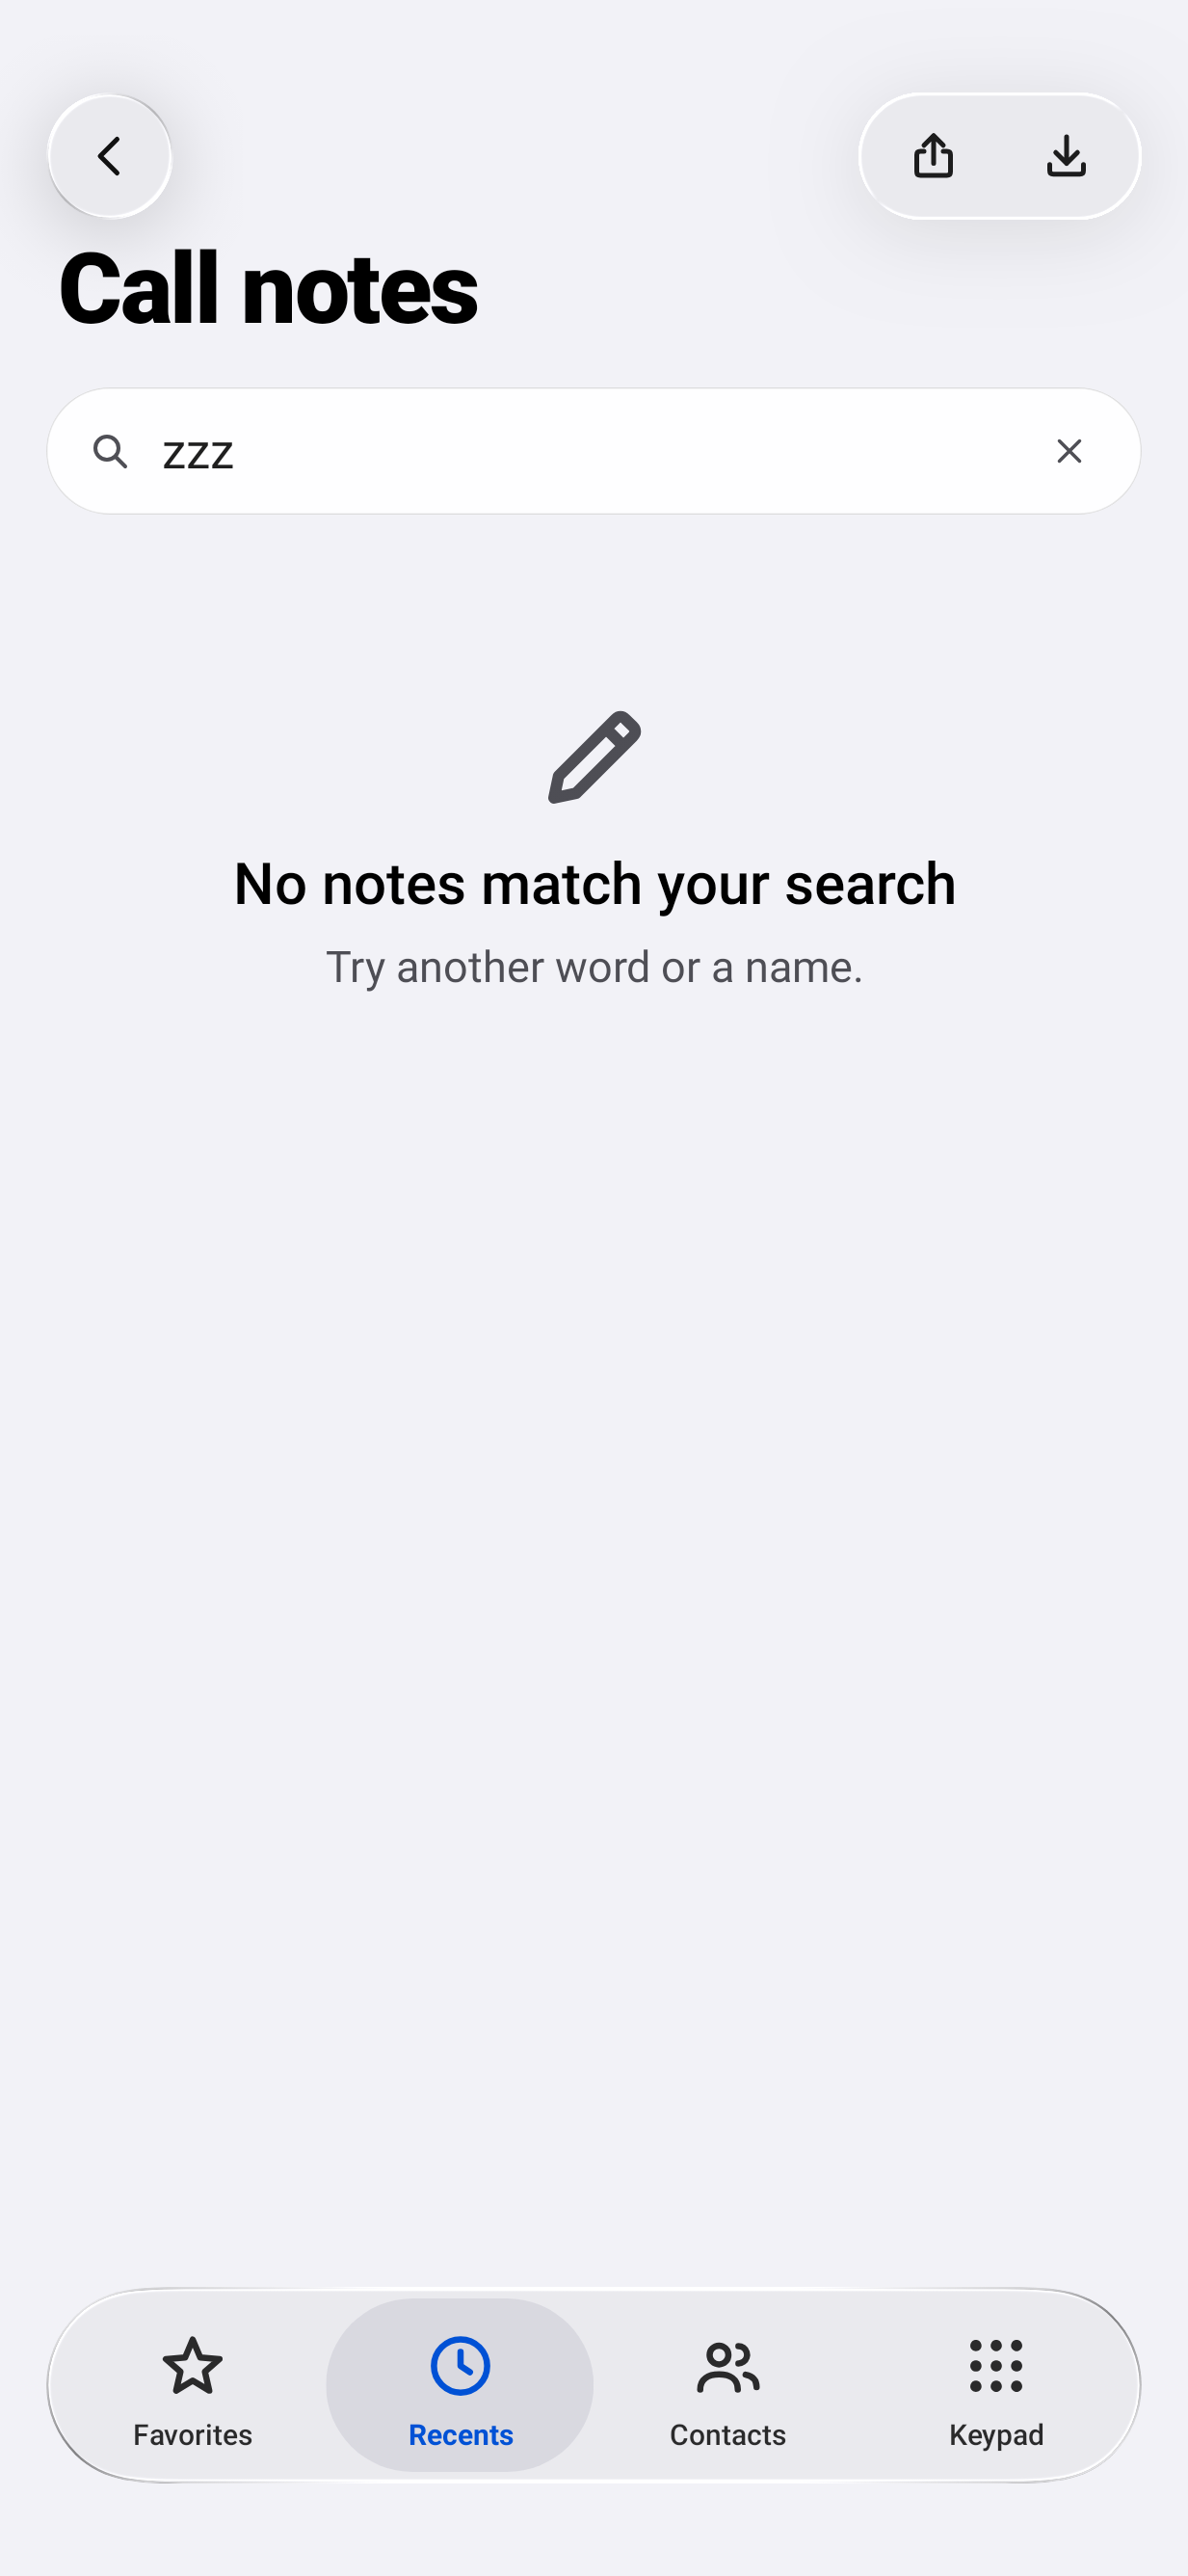 Call notes
zzz
No notes match your search
Try another word or a name.
Favorites
Recents
Contacts
Keypad